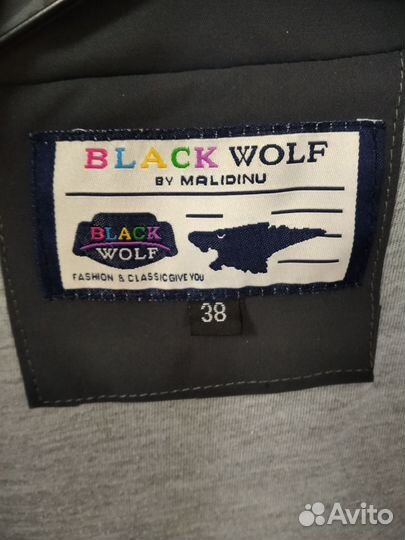 BLACK WOLF
BY MALIDINU
BLACK
WOLF
FASHION & CLASSICGIVE YOU
38
Avito